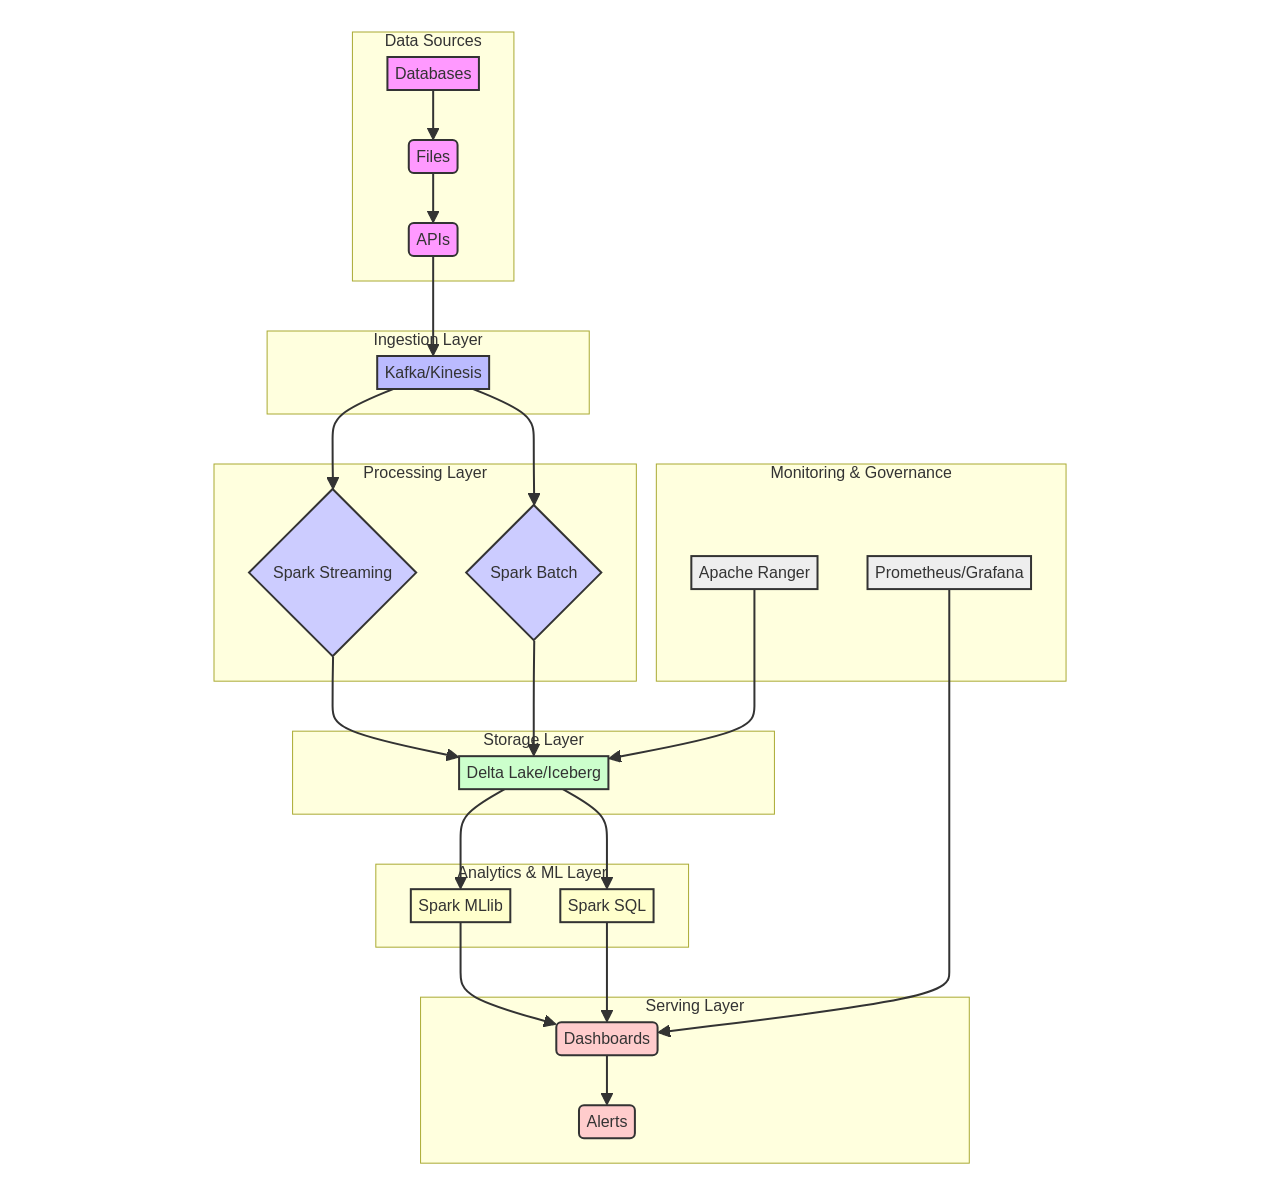 Data Sources
Databases
Files
APIs
Ingestion Layer
Kafka/Kinesis
Processing Layer
Monitoring & Governance
Spark Streaming
Spark Batch
Apache Ranger
Prometheus/Grafana
Storage Layer
Delta Lake/Iceberg
Analytics & ML Layer
Spark MLlib
Spark SQL
Serving Layer
Dashboards
Alerts